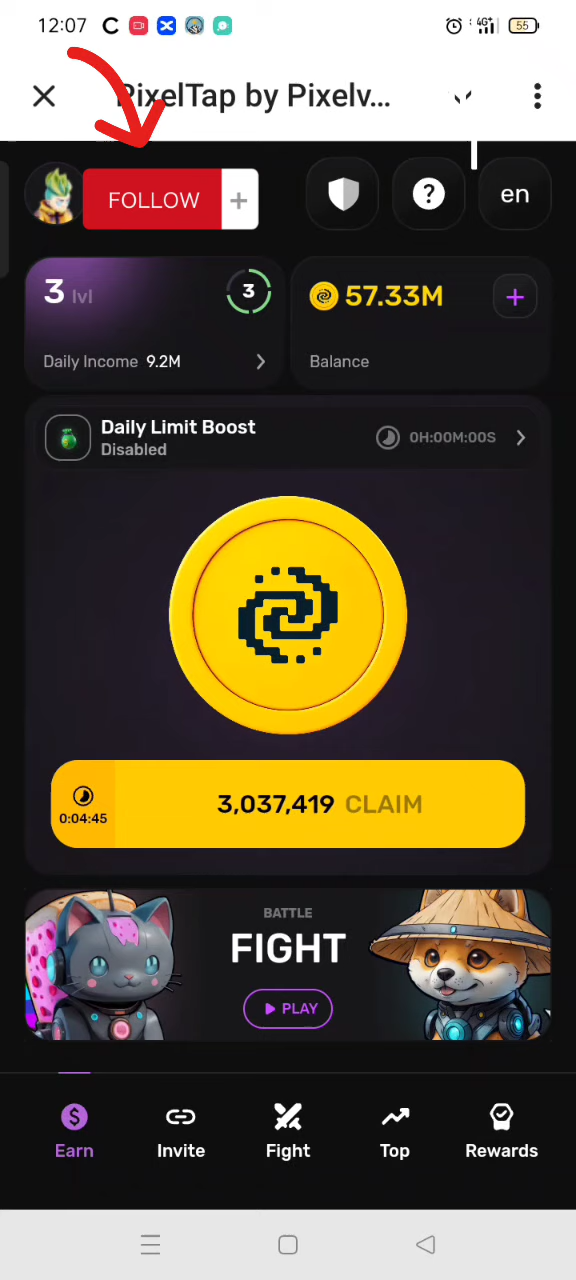 12:07
4G+
55
PixelTap by Pixelv...
FOLLOW +
?
en
3 lvl
3
57.33M
+
Daily Income 9.2M
Balance
Daily Limit Boost
Disabled
0H:00M:00S
3,037,419 CLAIM
0:04:45
BATTLE
FIGHT
PLAY
Earn
Invite
Fight
Top
Rewards